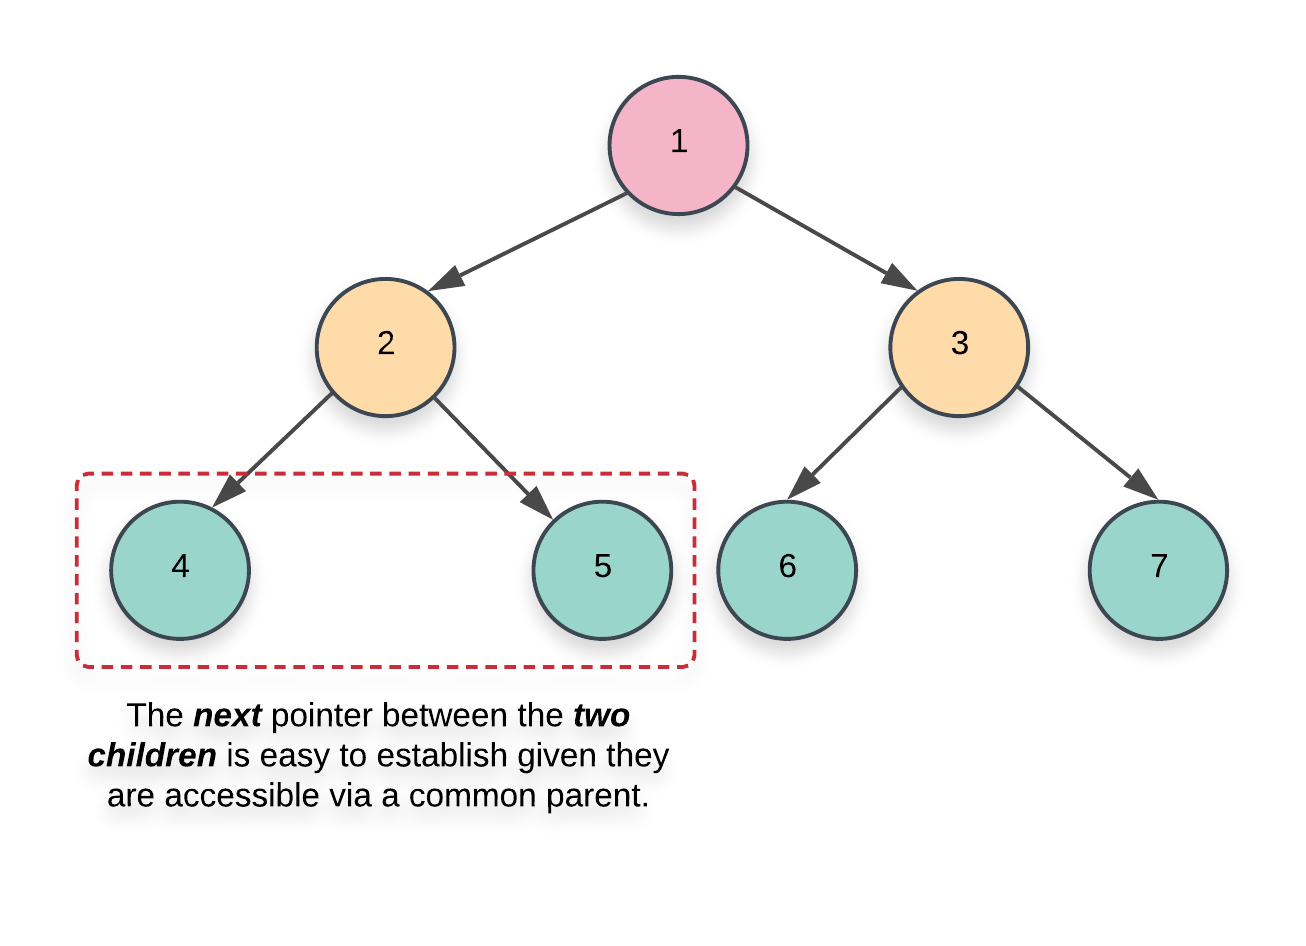 1
2
3
4
5
6
7
The next pointer between the two
children is easy to establish given they
are accessible via a common parent.